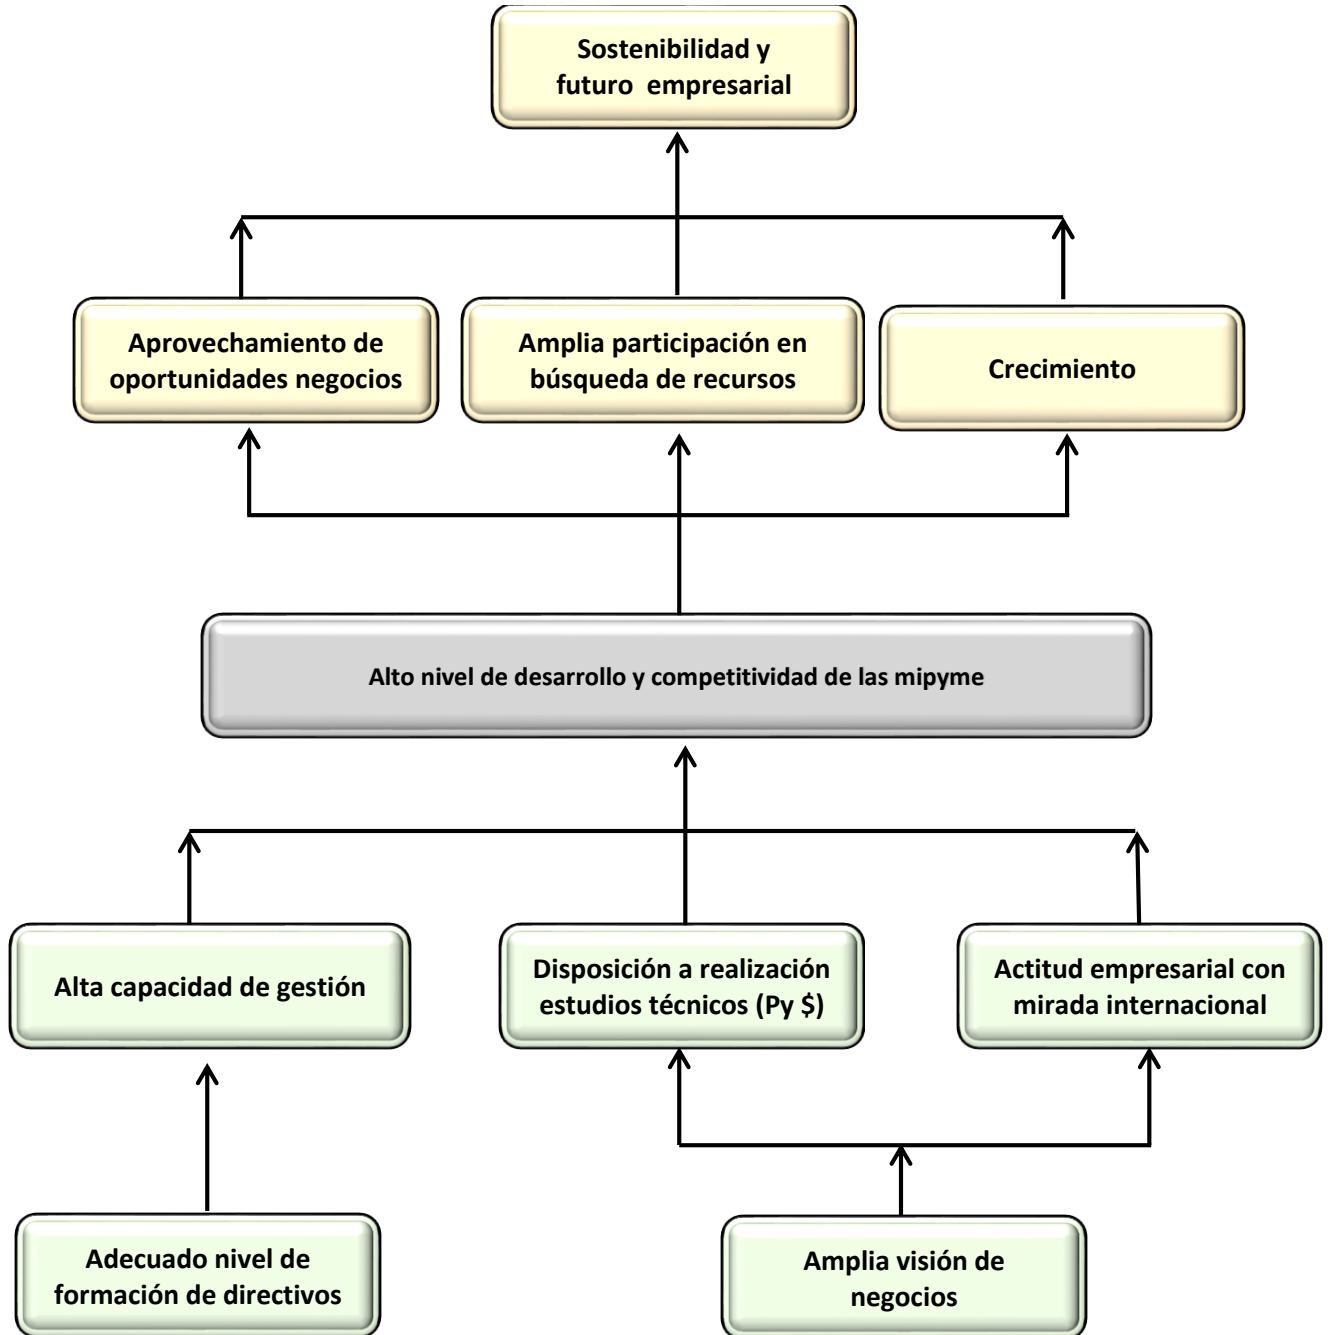 Sostenibilidad y
futuro empresarial
Aprovechamiento de
oportunidades negocios
Amplia participación en
búsqueda de recursos
Crecimiento
Alto nivel de desarrollo y competitividad de las mipyme
Alta capacidad de gestión
Disposición a realización
estudios técnicos (Py $)
Actitud empresarial con
mirada internacional
Adecuado nivel de
formación de directivos
Amplia visión de
negocios